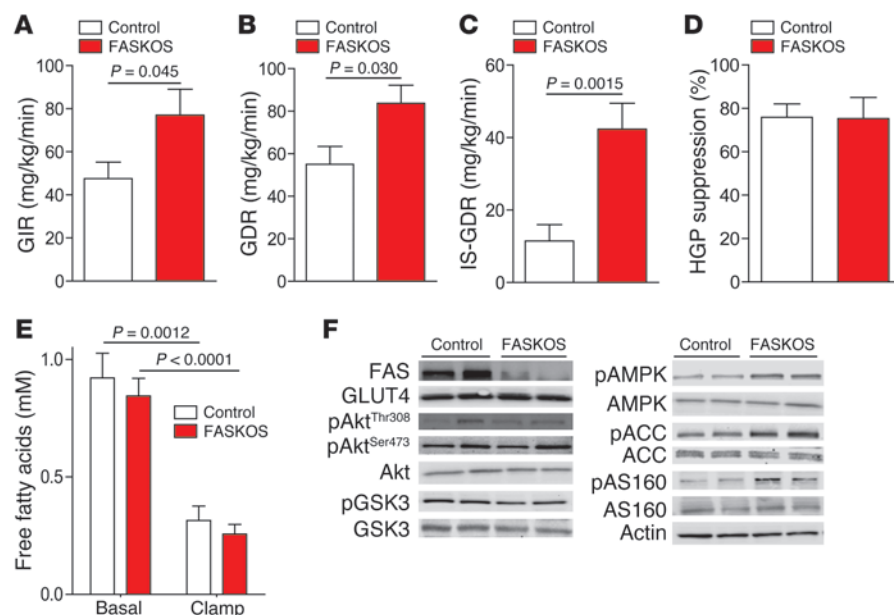 A
Control
FASKOS
P = 0.045
GIR (mg/kg/min)
100
80
60
40
20
0
B
Control
FASKOS
P = 0.030
GDR (mg/kg/min)
100
80
60
40
20
0
C
Control
FASKOS
P = 0.0015
IS-GDR (mg/kg/min)
60
40
20
0
D
Control
FASKOS
HGP suppression (%)
100
80
60
40
20
0
E
P = 0.0012
P < 0.0001
Control
FASKOS
Free fatty acids (mM)
1.0
0.5
0.0
Basal
Clamp
F
Control FASKOS
FAS
GLUT4
pAktThr308
pAktSer473
Akt
pGSK3
GSK3
Control FASKOS
pAMPK
AMPK
pACC
ACC
pAS160
AS160
Actin